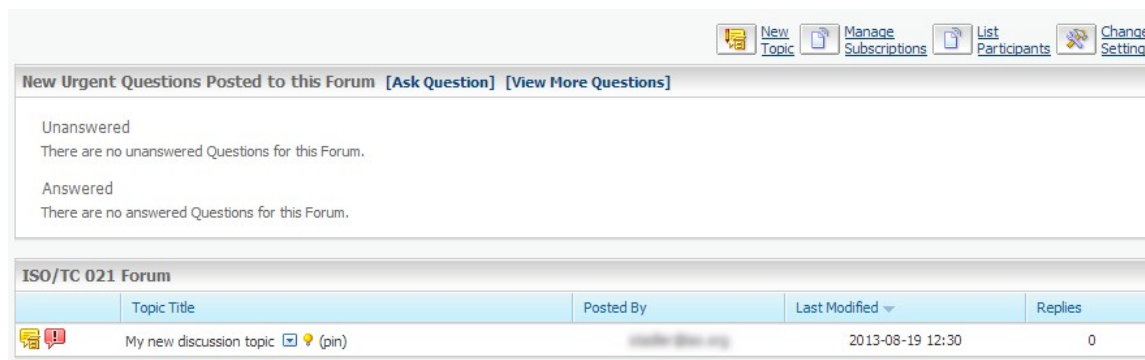 New Topic Manage Subscriptions List Participants Change
New Urgent Questions Posted to this Forum [Ask Question] [View More Questions]
Unanswered
There are no unanswered Questions for this Forum.
Answered
There are no answered Questions for this Forum.
ISO/TC 021 Forum
Topic Title Posted By Last Modified Replies
My new discussion topic (pin) 2013-08-19 12:30 0